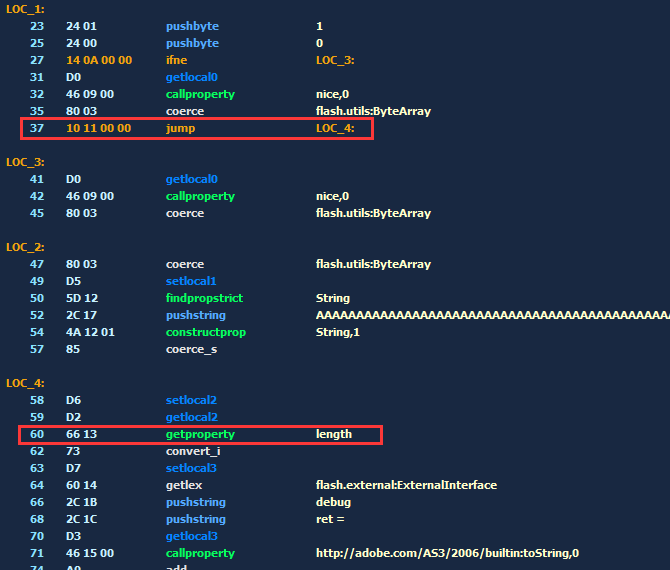 LOC_1:
23 24 01 pushbyte 1
25 24 00 pushbyte 0
27 14 0A 00 00 ifne LOC_3:
31 D0 getlocal0
32 46 09 00 callproperty nice,0
35 80 03 coerce flash.utils:ByteArray
37 10 11 00 00 jump LOC_4:
LOC_3:
41 D0 getlocal0
42 46 09 00 callproperty nice,0
45 80 03 coerce flash.utils:ByteArray
LOC_2:
47 80 03 coerce flash.utils:ByteArray
49 D5 setlocal1
50 5D 12 findpropstrict String
52 2C 17 pushstring AAAAAAAAAAAAAAAAAAAAAAAAAAAAAAAAAAAAAAAAAAAA
54 4A 12 01 constructprop String,1
57 85 coerce_s
LOC_4:
58 D6 setlocal2
59 D2 getlocal2
60 66 13 getproperty length
62 73 convert_i
63 D7 setlocal3
64 60 14 getlex flash.external:ExternalInterface
66 2C 1B pushstring debug
68 2C 1C pushstring ret =
70 D3 getlocal3
71 46 15 00 callproperty http://adobe.com/AS3/2006/builtin:toString,0
74 A0 add